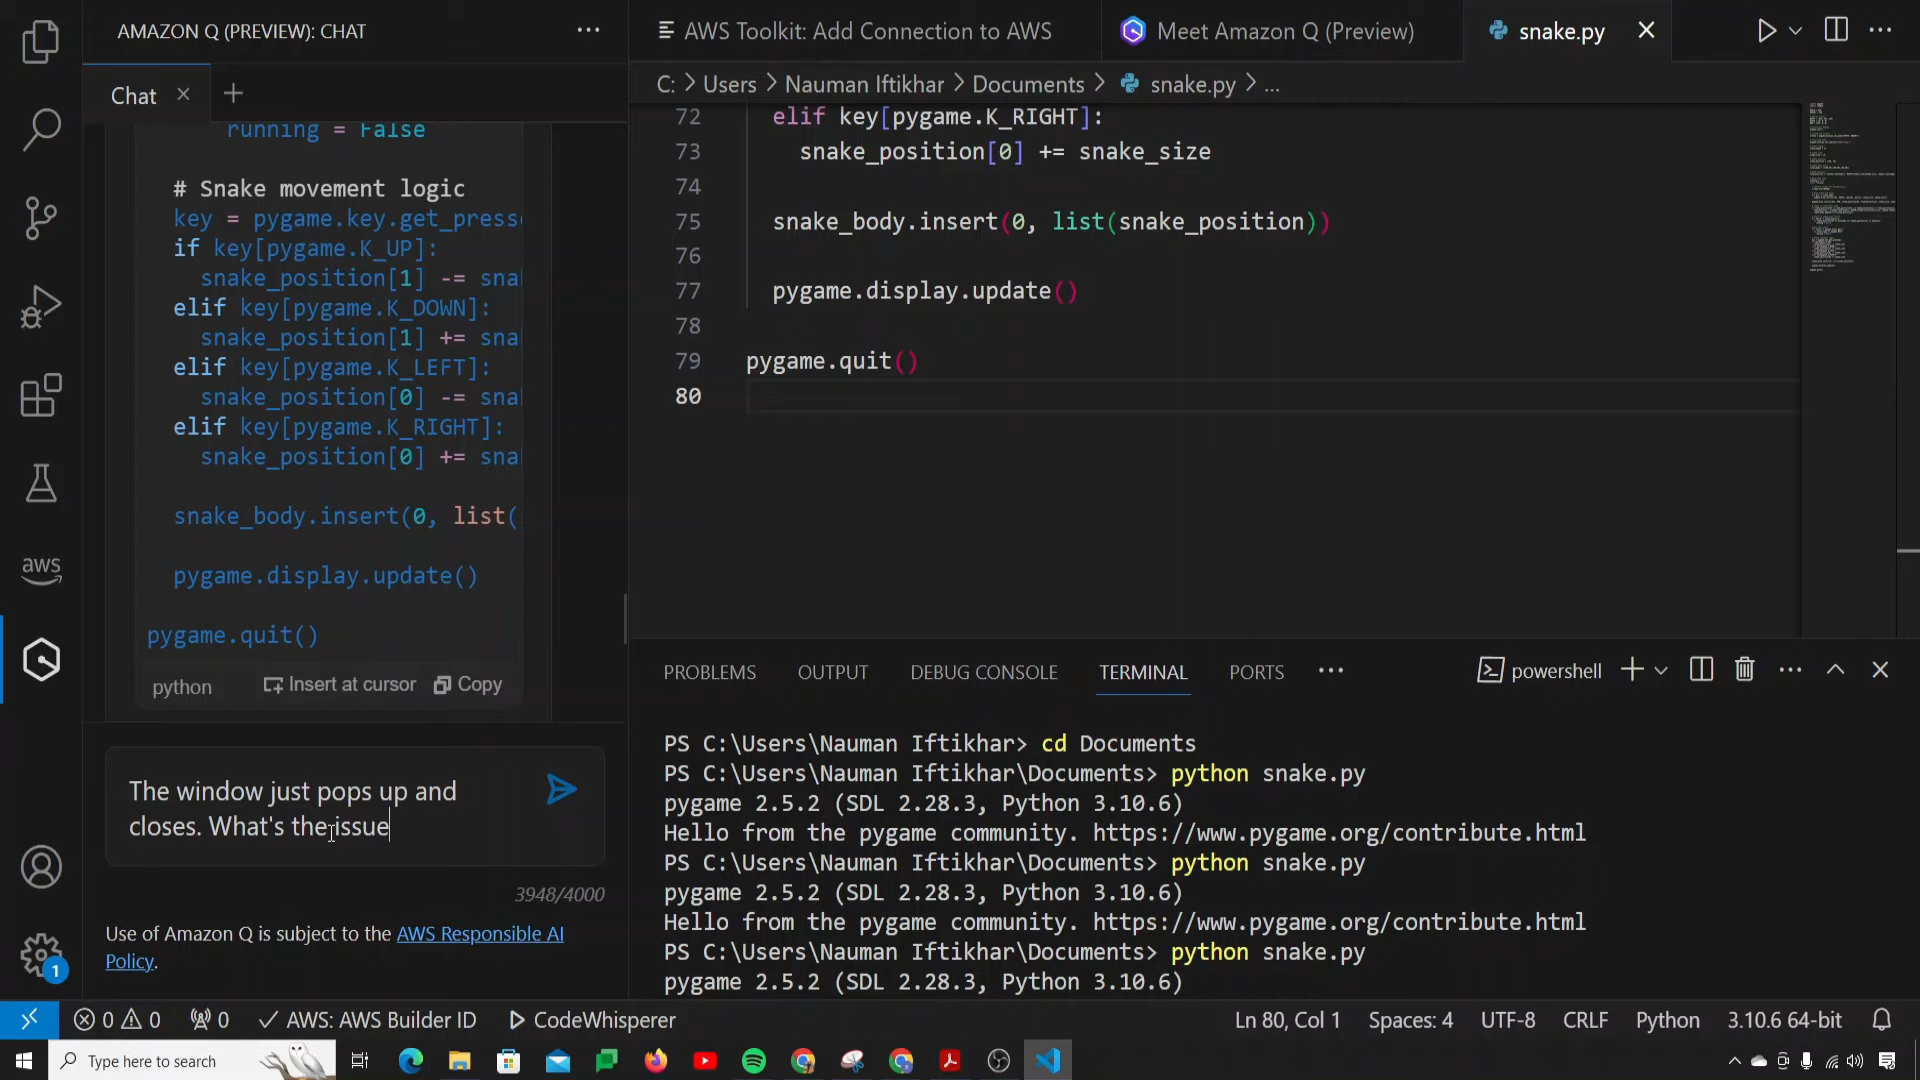 AMAZON Q (PREVIEW): CHAT
AWS Toolkit: Add Connection to AWS
Meet Amazon Q (Preview)
snake.py
Chat
C: > Users > Nauman Iftikhar > Documents > snake.py > ...
running = False
# Snake movement logic
key = pygame.key.get_press
if key[pygame.K_UP]:
snake_position[1] -= sna
elif key[pygame.K_DOWN]:
snake_position[1] += sna
elif key[pygame.K_LEFT]:
snake_position[0] -= sna
elif key[pygame.K_RIGHT]:
snake_position[0] += sna
snake_body.insert(0, list(
pygame.display.update()
pygame.quit()
python
Insert at cursor
Copy
The window just pops up and
closes. What's the issue
3948/4000
Use of Amazon Q is subject to the AWS Responsible AI
Policy.
72 elif key[pygame.K_RIGHT]:
73 snake_position[0] += snake_size
74
75 snake_body.insert(0, list(snake_position))
76
77 pygame.display.update()
78
79 pygame.quit()
80
PROBLEMS OUTPUT DEBUG CONSOLE TERMINAL PORTS
powershell
PS C:\Users\Nauman Iftikhar> cd Documents
PS C:\Users\Nauman Iftikhar\Documents> python snake.py
pygame 2.5.2 (SDL 2.28.3, Python 3.10.6)
Hello from the pygame community. https://www.pygame.org/contribute.html
PS C:\Users\Nauman Iftikhar\Documents> python snake.py
pygame 2.5.2 (SDL 2.28.3, Python 3.10.6)
Hello from the pygame community. https://www.pygame.org/contribute.html
PS C:\Users\Nauman Iftikhar\Documents> python snake.py
pygame 2.5.2 (SDL 2.28.3, Python 3.10.6)
aws
1
0 0 0 AWS: AWS Builder ID CodeWhisperer
Ln 80, Col 1 Spaces: 4 UTF-8 CRLF Python 3.10.6 64-bit
Type here to search